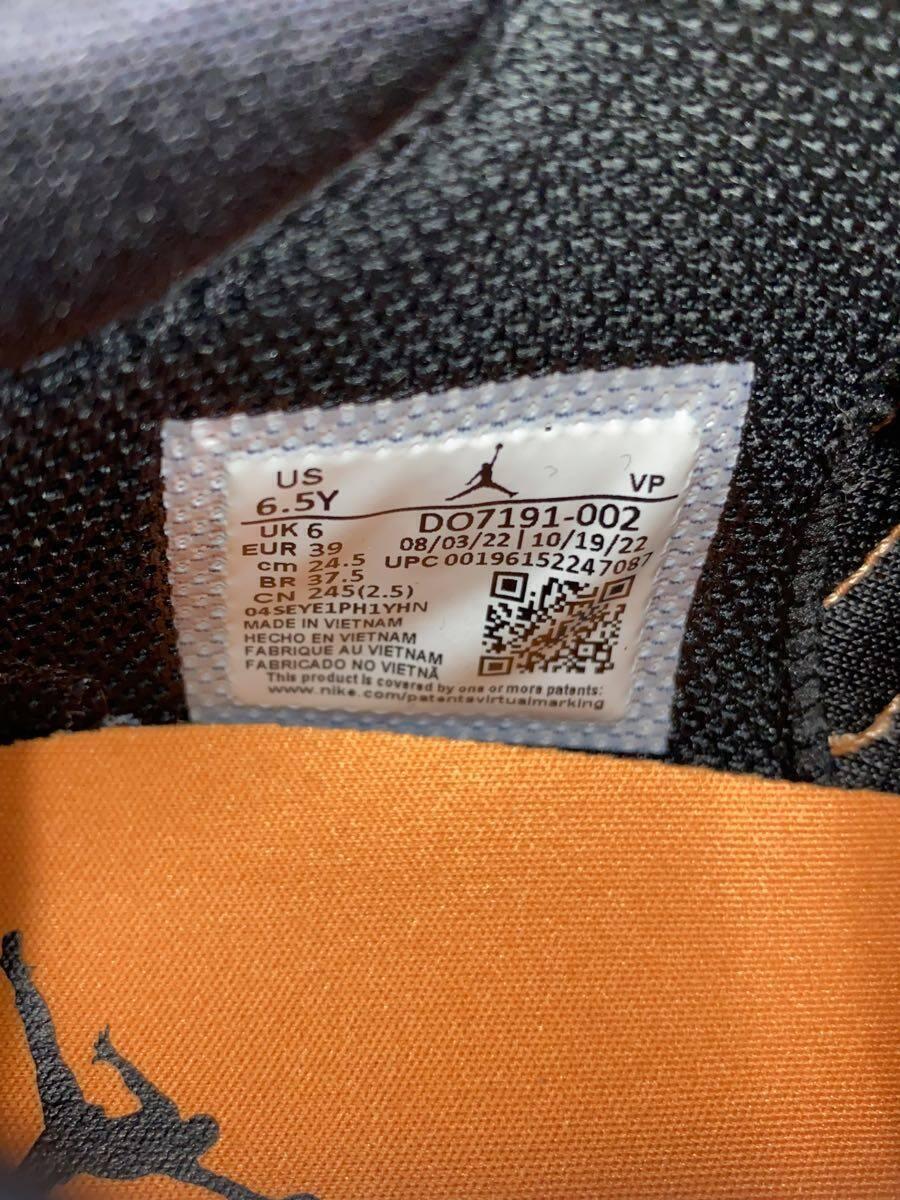 US
6.5Y
VP
UK 6
EUR 39
cm 24.5
BR 37.5
CN 245(2.5)
DO7191-002
08/03/22 | 10/19/22
UPC 00196152247087
04SEYE1PH1YHN
MADE IN VIETNAM
HECHO EN VIETNAM
FABRIQUE AU VIETNAM
FABRICADO NO VIETNÃ
This product is covered by one or more patents:
www.nike.com/patentsvirtualmarking